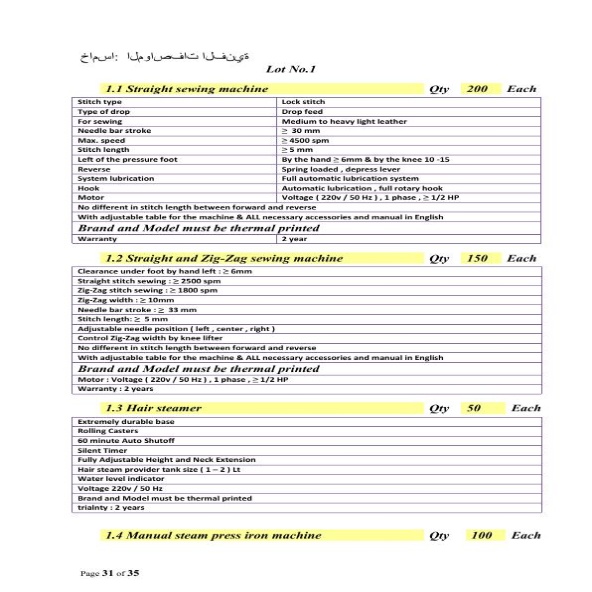 خامسا: المواصفات الفنية
Lot No.1
1.1 Straight sewing machine Qty 200 Each
Stitch type Lock stitch
Type of drop Drop feed
For sewing Medium to heavy light leather
Needle bar stroke ≥ 30 mm
Max. speed ≥ 4500 spm
Stitch length ≥ 5 mm
Left of the pressure foot By the hand ≥ 6mm & by the knee 10 -15
Reverse Spring loaded , depress lever
System lubrication Full automatic lubrication system
Hook Automatic lubrication , full rotary hook
Motor Voltage ( 220v / 50 Hz ) , 1 phase , ≥ 1/2 HP
No different in stitch length between forward and reverse
With adjustable table for the machine & ALL necessary accessories and manual in English
Brand and Model must be thermal printed
Warranty 2 year
1.2 Straight and Zig-Zag sewing machine Qty 150 Each
Clearance under foot by hand left : ≥ 6mm
Straight stitch sewing : ≥ 2500 spm
Zig-Zag stitch sewing : ≥ 1800 spm
Zig-Zag width : ≥ 10mm
Needle bar stroke : ≥ 33 mm
Stitch length: ≥ 5 mm
Adjustable needle position ( left , center , right )
Control Zig-Zag width by knee lifter
No different in stitch length between forward and reverse
With adjustable table for the machine & ALL necessary accessories and manual in English
Brand and Model must be thermal printed
Motor : Voltage ( 220v / 50 Hz ) , 1 phase , ≥ 1/2 HP
Warranty : 2 years
1.3 Hair steamer Qty 50 Each
Extremely durable base
Rolling Casters
60 minute Auto Shutoff
Silent Timer
Fully Adjustable Height and Neck Extension
Hair steam provider tank size ( 1 – 2 ) Lt
Water level indicator
Voltage 220v / 50 Hz
Brand and Model must be thermal printed
trialnty : 2 years
1.4 Manual steam press iron machine Qty 100 Each
Page 31 of 35